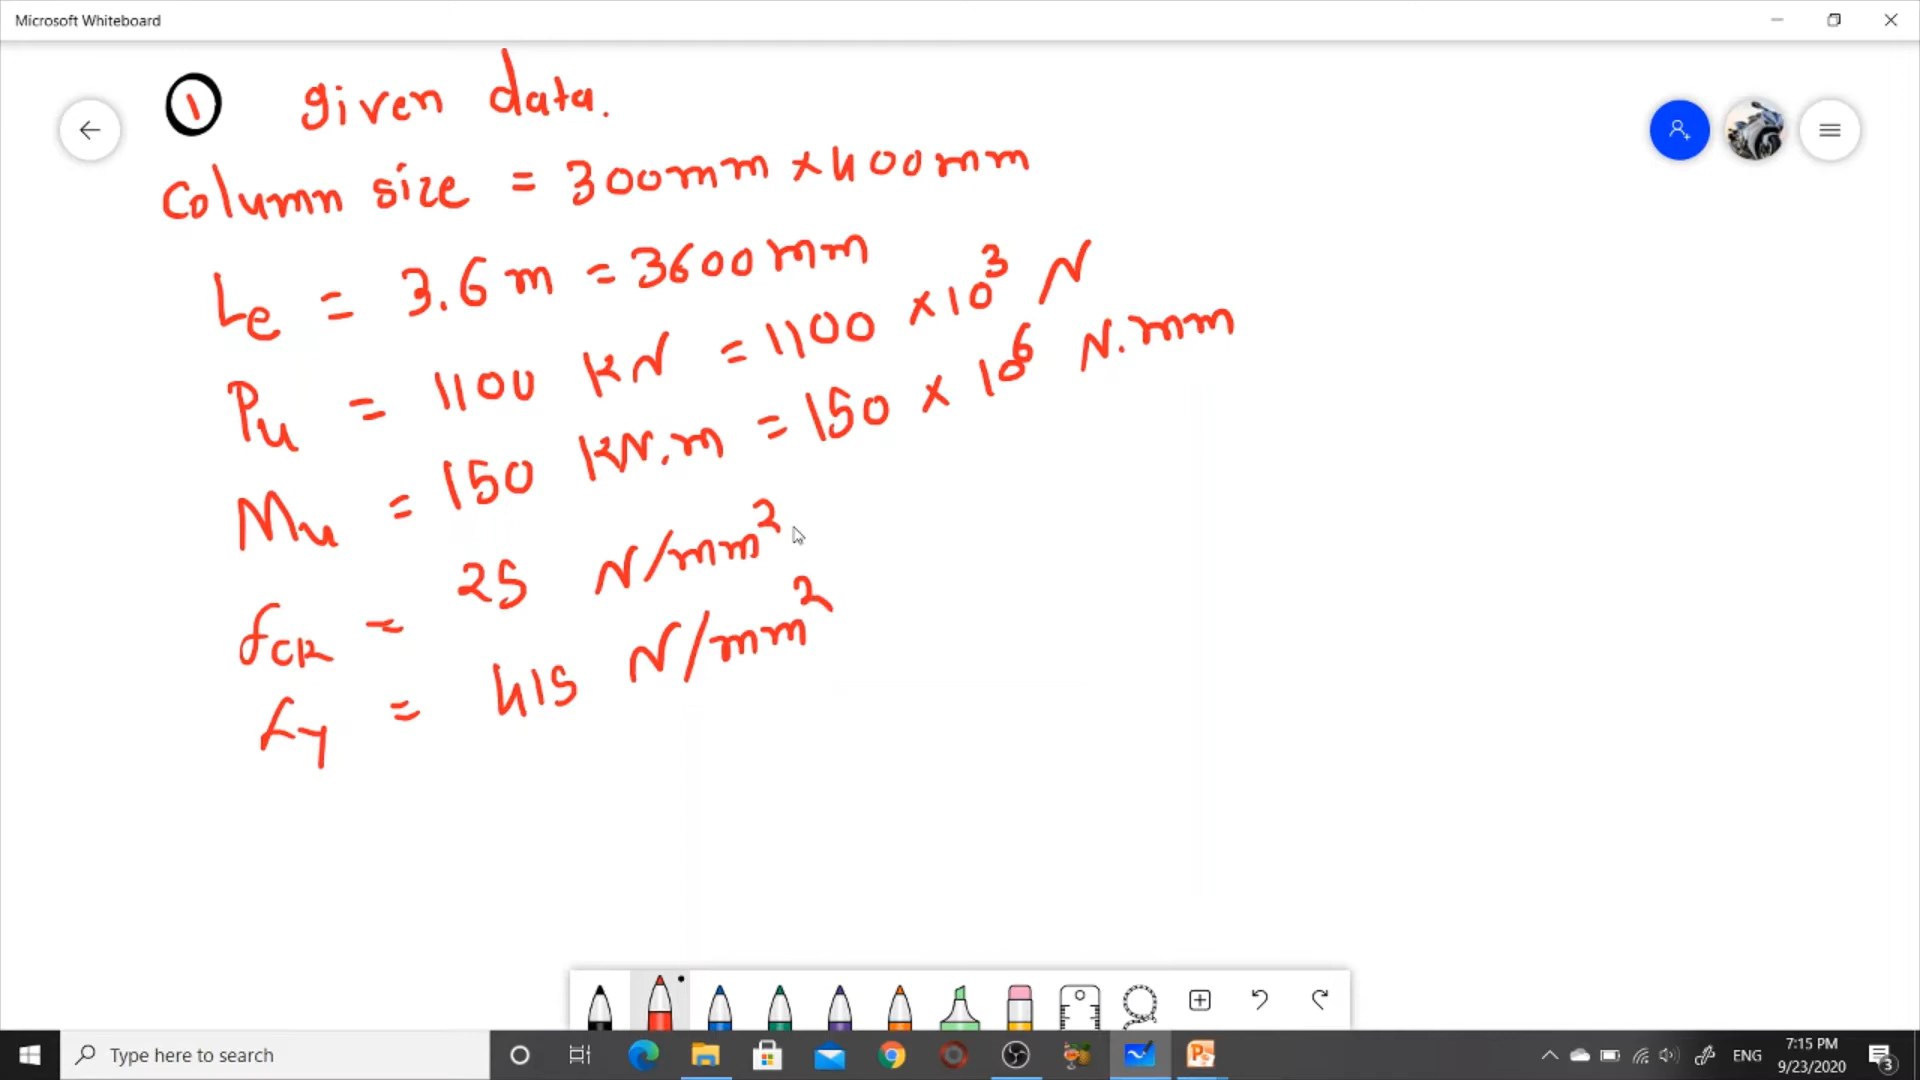 Microsoft Whiteboard
1 given data.
Column size = 300mm × 400mm
Le = 3.6 m = 3600 mm
Pu = 1100 kN = 1100 × 10³ N
Mu = 150 kN.m = 150 × 10⁶ N.mm
fck = 25 N/mm²
fy = 415 N/mm²
Type here to search
ENG
7:15 PM
9/23/2020
3